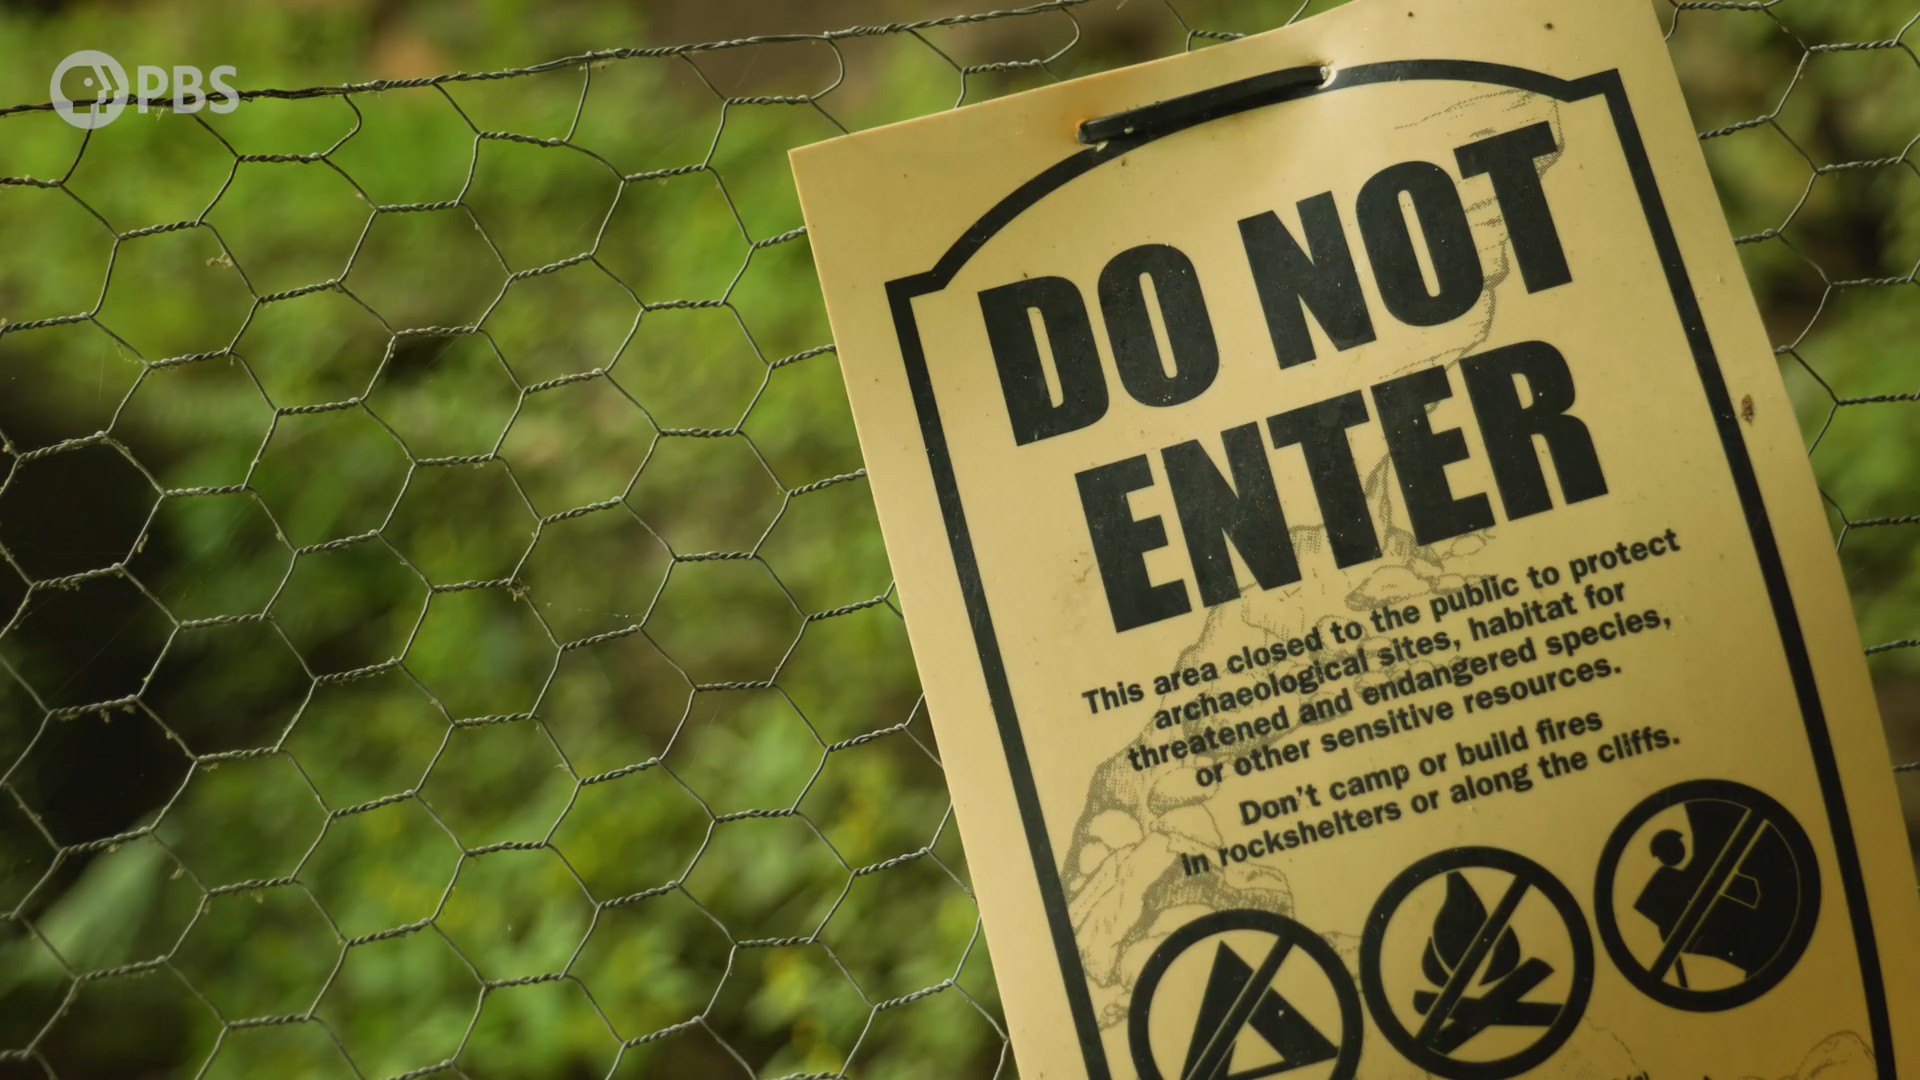 PBS
DO NOT
ENTER
This area closed to the public to protect
archaeological sites, habitat for
threatened and endangered species,
or other sensitive resources.
Don't camp or build fires
in rockshelters or along the cliffs.